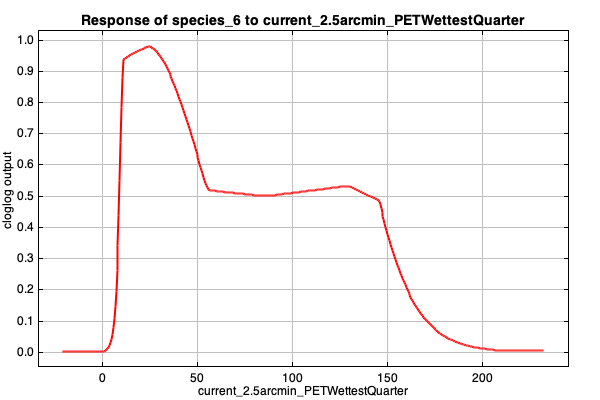 Response of species_6 to current_2.5arcmin_PETWettestQuarter
1.0
0.9
0.8
0.7
0.6
0.5
0.4
0.3
0.2
0.1
0.0
cloglog output
0 50 100 150 200
current_2.5arcmin_PETWettestQuarter